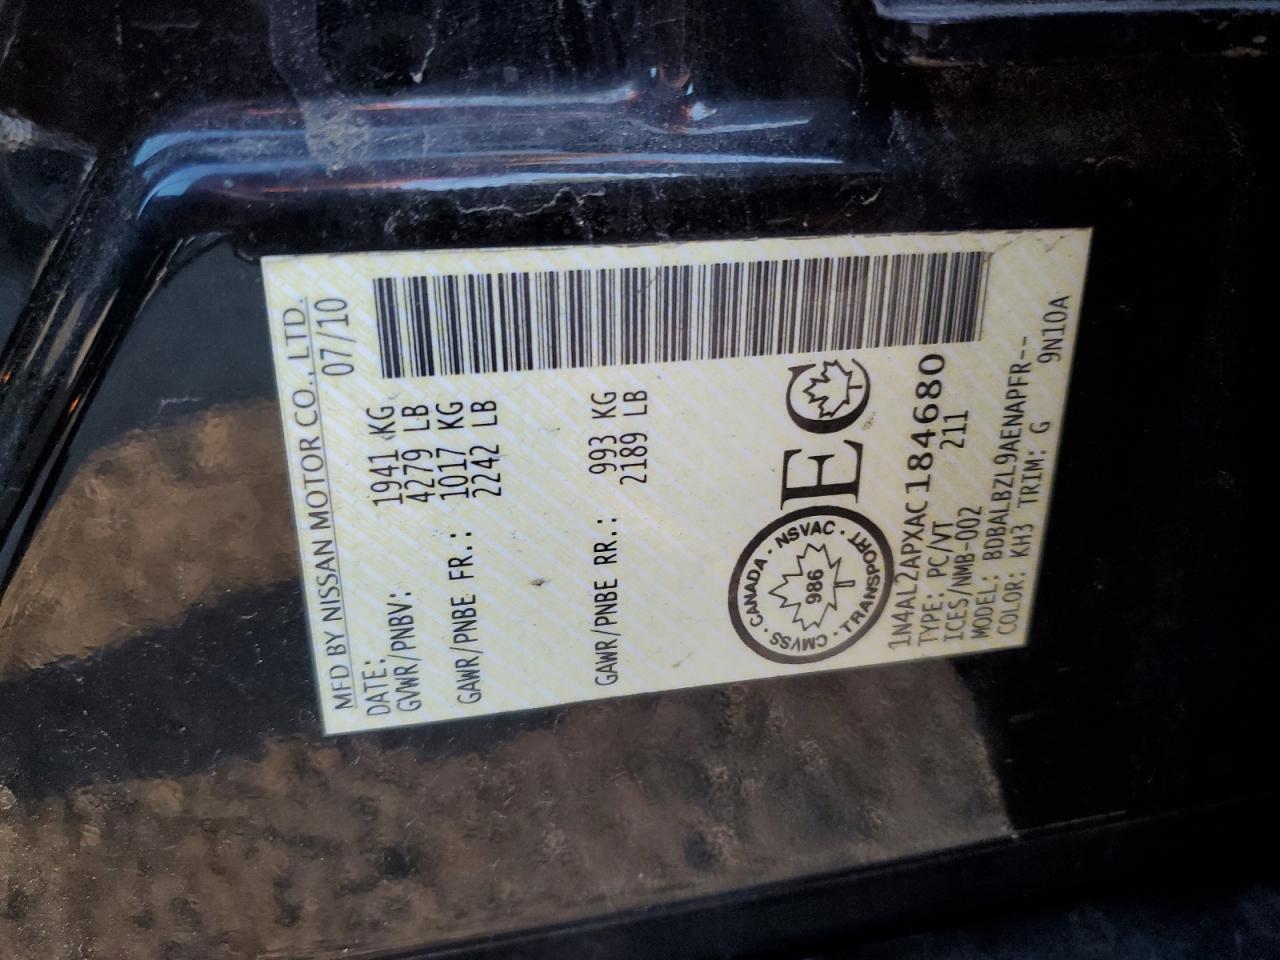 MFD BY NISSAN MOTOR CO., LTD.
DATE: 07/10
GVWR/PNBV: 1941 KG
4279 LB
GAWR/PNBE FR.: 1017 KG
2242 LB
GAWR/PNBE RR.: 993 KG
2189 LB
CANADA · NSVAC · TRANSPORT · CMVSS ·
986
EC
1N4AL2APXAC184680
TYPE: PC/VT 211
ICES/NMB-002
MODEL: BDBALBZL9AENAPFR--
COLOR: KH3 TRIM: G 9N10A